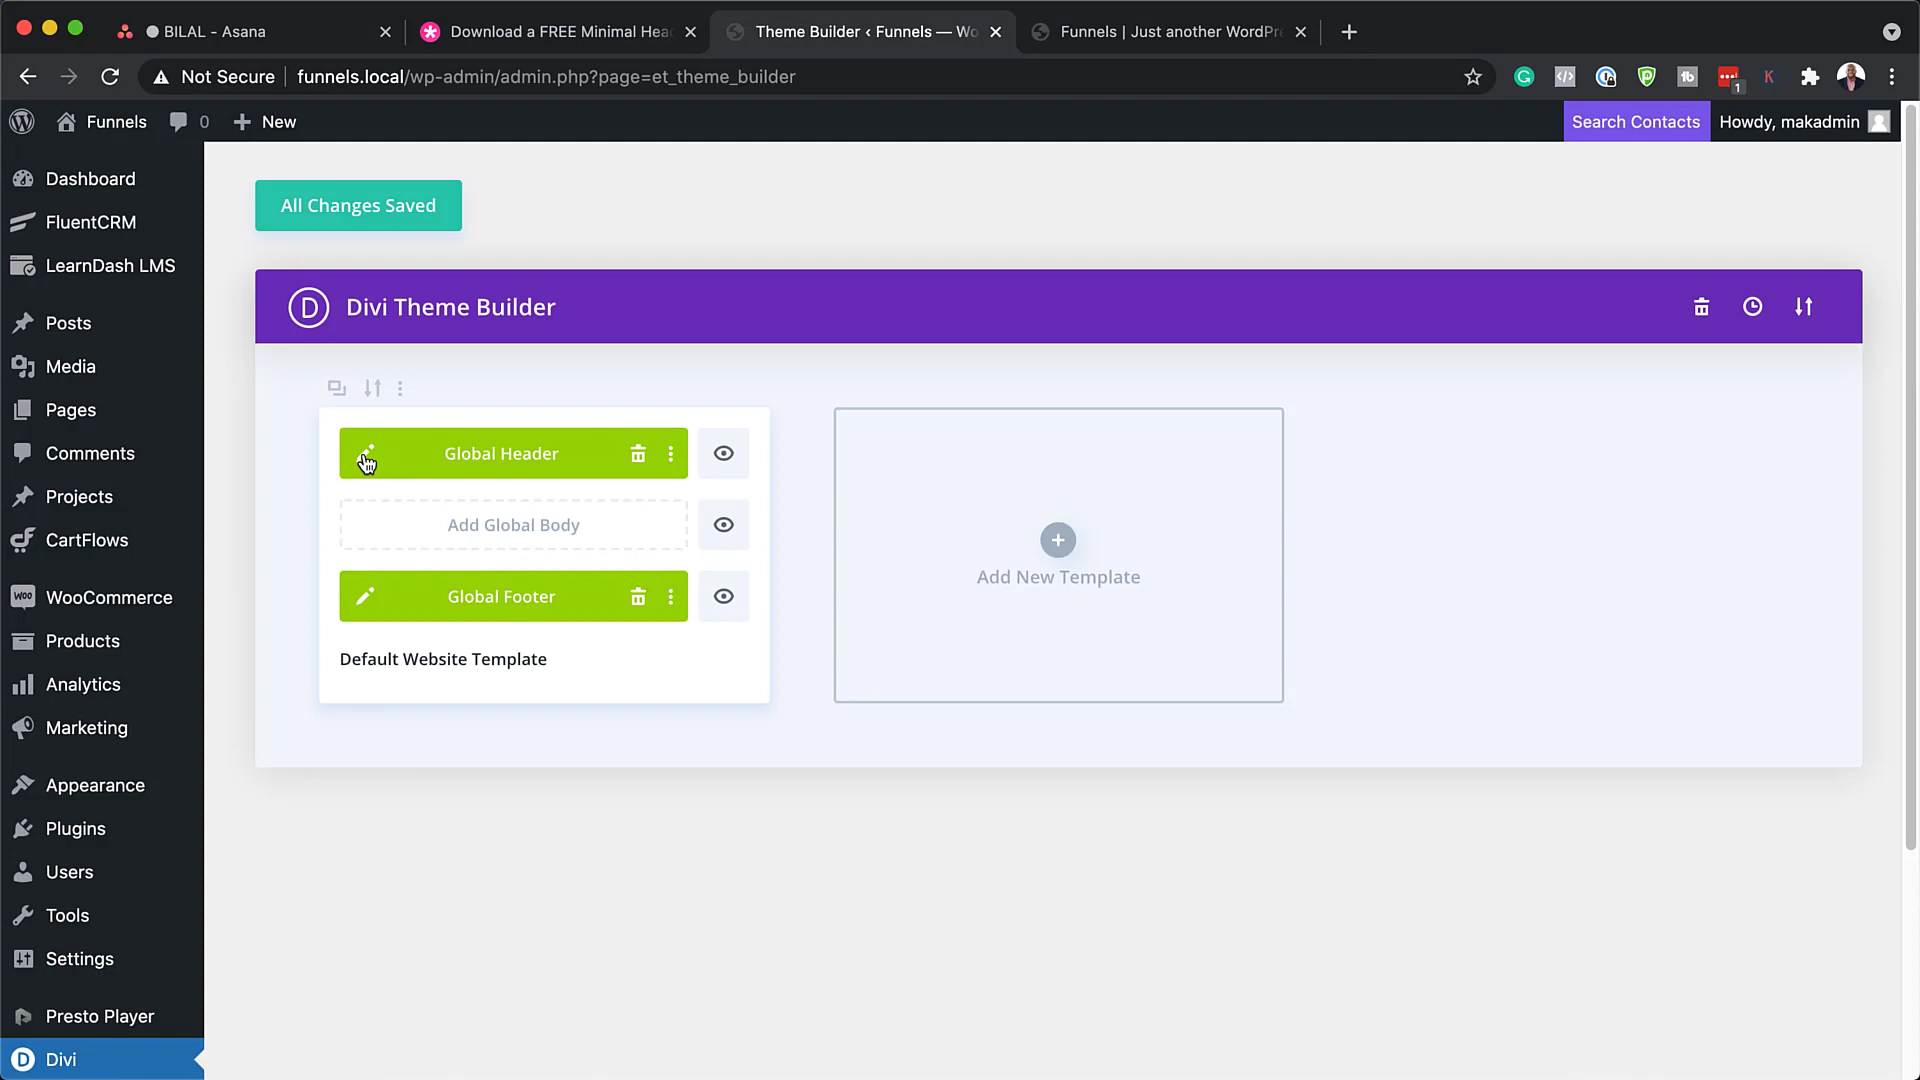 BILAL - Asana
Download a FREE Minimal Hea
Theme Builder ‹ Funnels — Wo
Funnels | Just another WordPr
Not Secure
funnels.local/wp-admin/admin.php?page=et_theme_builder
1
Funnels
0
New
Search Contacts
Howdy, makadmin
Dashboard
FluentCRM
LearnDash LMS
Posts
Media
Pages
Comments
Projects
CartFlows
WooCommerce
Products
Analytics
Marketing
Appearance
Plugins
Users
Tools
Settings
Presto Player
Divi
All Changes Saved
Divi Theme Builder
Global Header
Add Global Body
Global Footer
Default Website Template
Add New Template